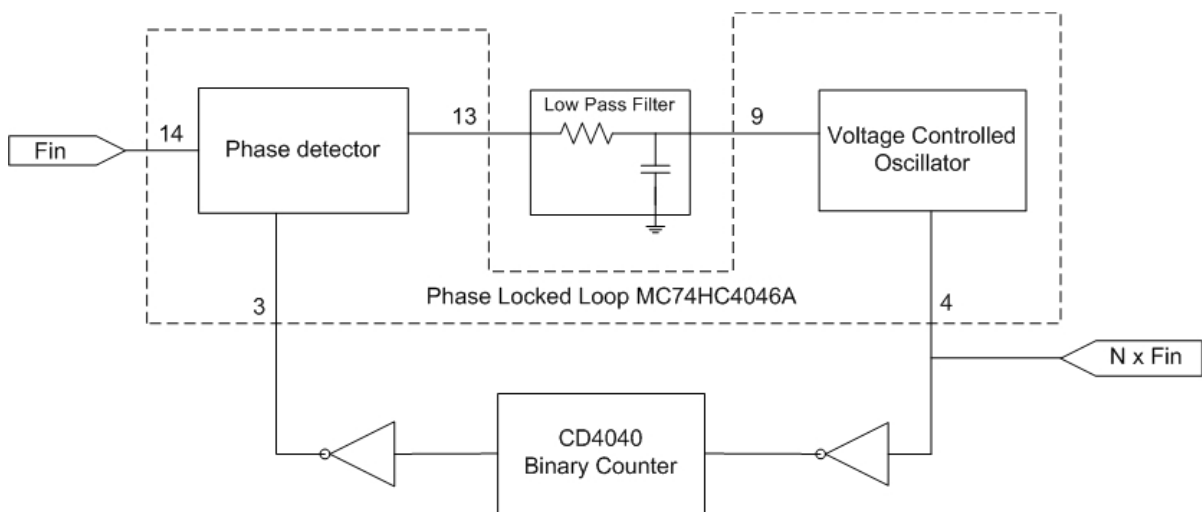 Fin
14
Phase detector
13
Low Pass Filter
9
Voltage Controlled
Oscillator
Phase Locked Loop MC74HC4046A
3
4
N x Fin
CD4040
Binary Counter